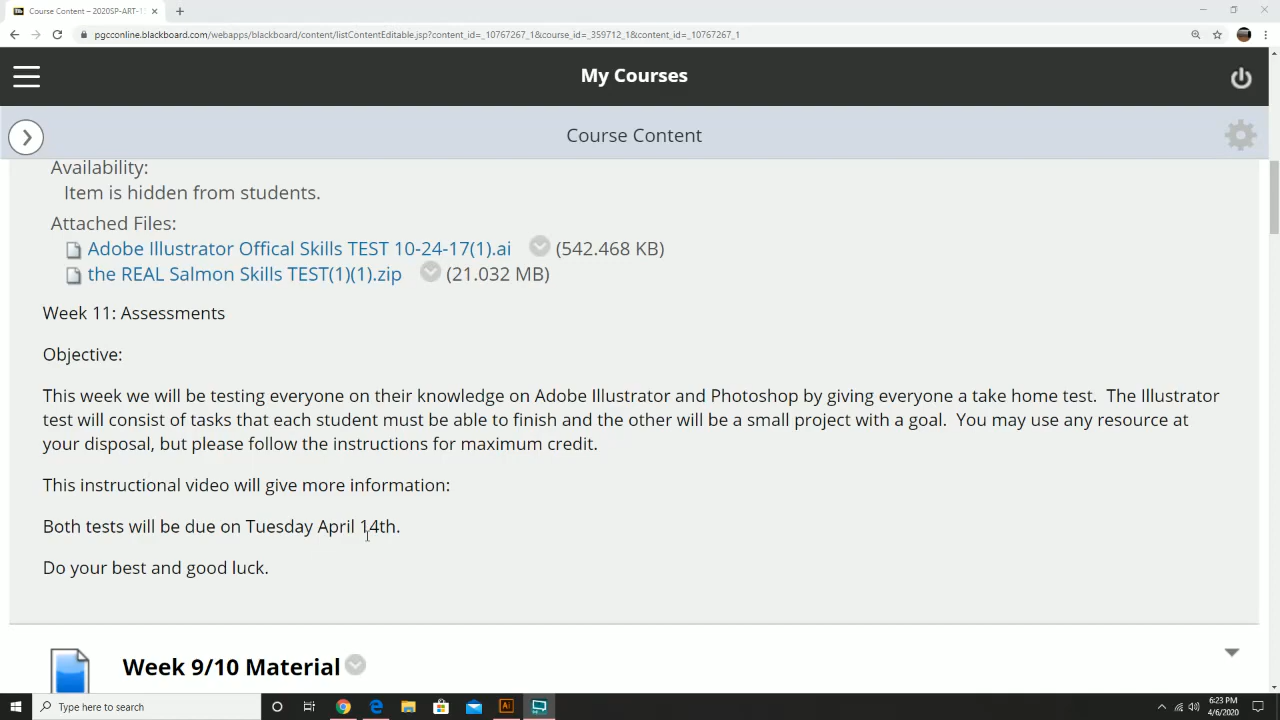 Course Content – 2020SP-ART-1
pgcconline.blackboard.com/webapps/blackboard/content/listContentEditable.jsp?content_id=_10767267_1&course_id=_359712_1&content_id=_10767267_1
My Courses
Course Content
Availability:
Item is hidden from students.
Attached Files:
Adobe Illustrator Offical Skills TEST 10-24-17(1).ai (542.468 KB)
the REAL Salmon Skills TEST(1)(1).zip (21.032 MB)
Week 11: Assessments
Objective:
This week we will be testing everyone on their knowledge on Adobe Illustrator and Photoshop by giving everyone a take home test. The Illustrator
test will consist of tasks that each student must be able to finish and the other will be a small project with a goal. You may use any resource at
your disposal, but please follow the instructions for maximum credit.
This instructional video will give more information:
Both tests will be due on Tuesday April 14th.
Do your best and good luck.
Week 9/10 Material
Type here to search
Ai
6:23 PM
4/6/2020